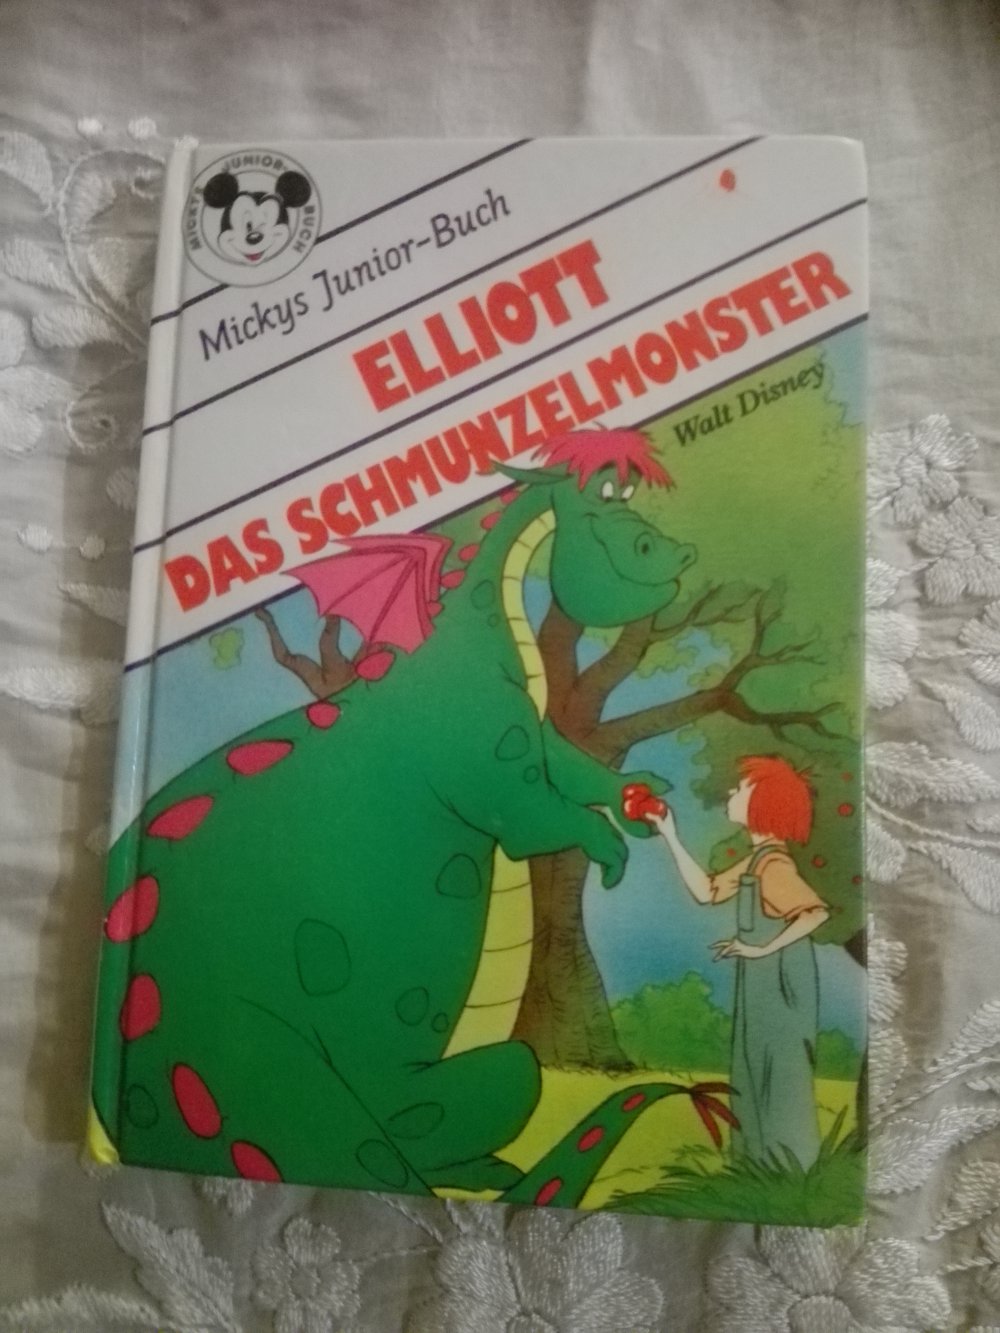 MICKYS JUNIOR-BUCH
Mickys Junior-Buch
ELLIOTT
DAS SCHMUNZELMONSTER
Walt Disney